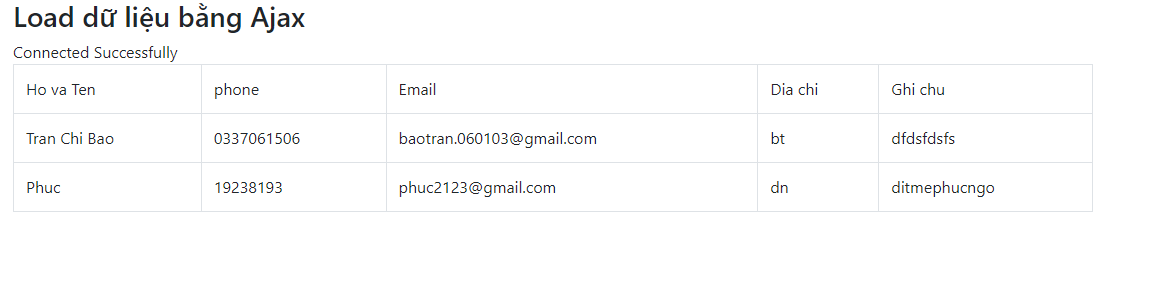 Load dữ liệu bằng Ajax
Connected Successfully
Ho va Ten phone Email Dia chi Ghi chu
Tran Chi Bao 0337061506 baotran.060103@gmail.com bt dfdsfdsfs
Phuc 19238193 phuc2123@gmail.com dn ditmephucngo